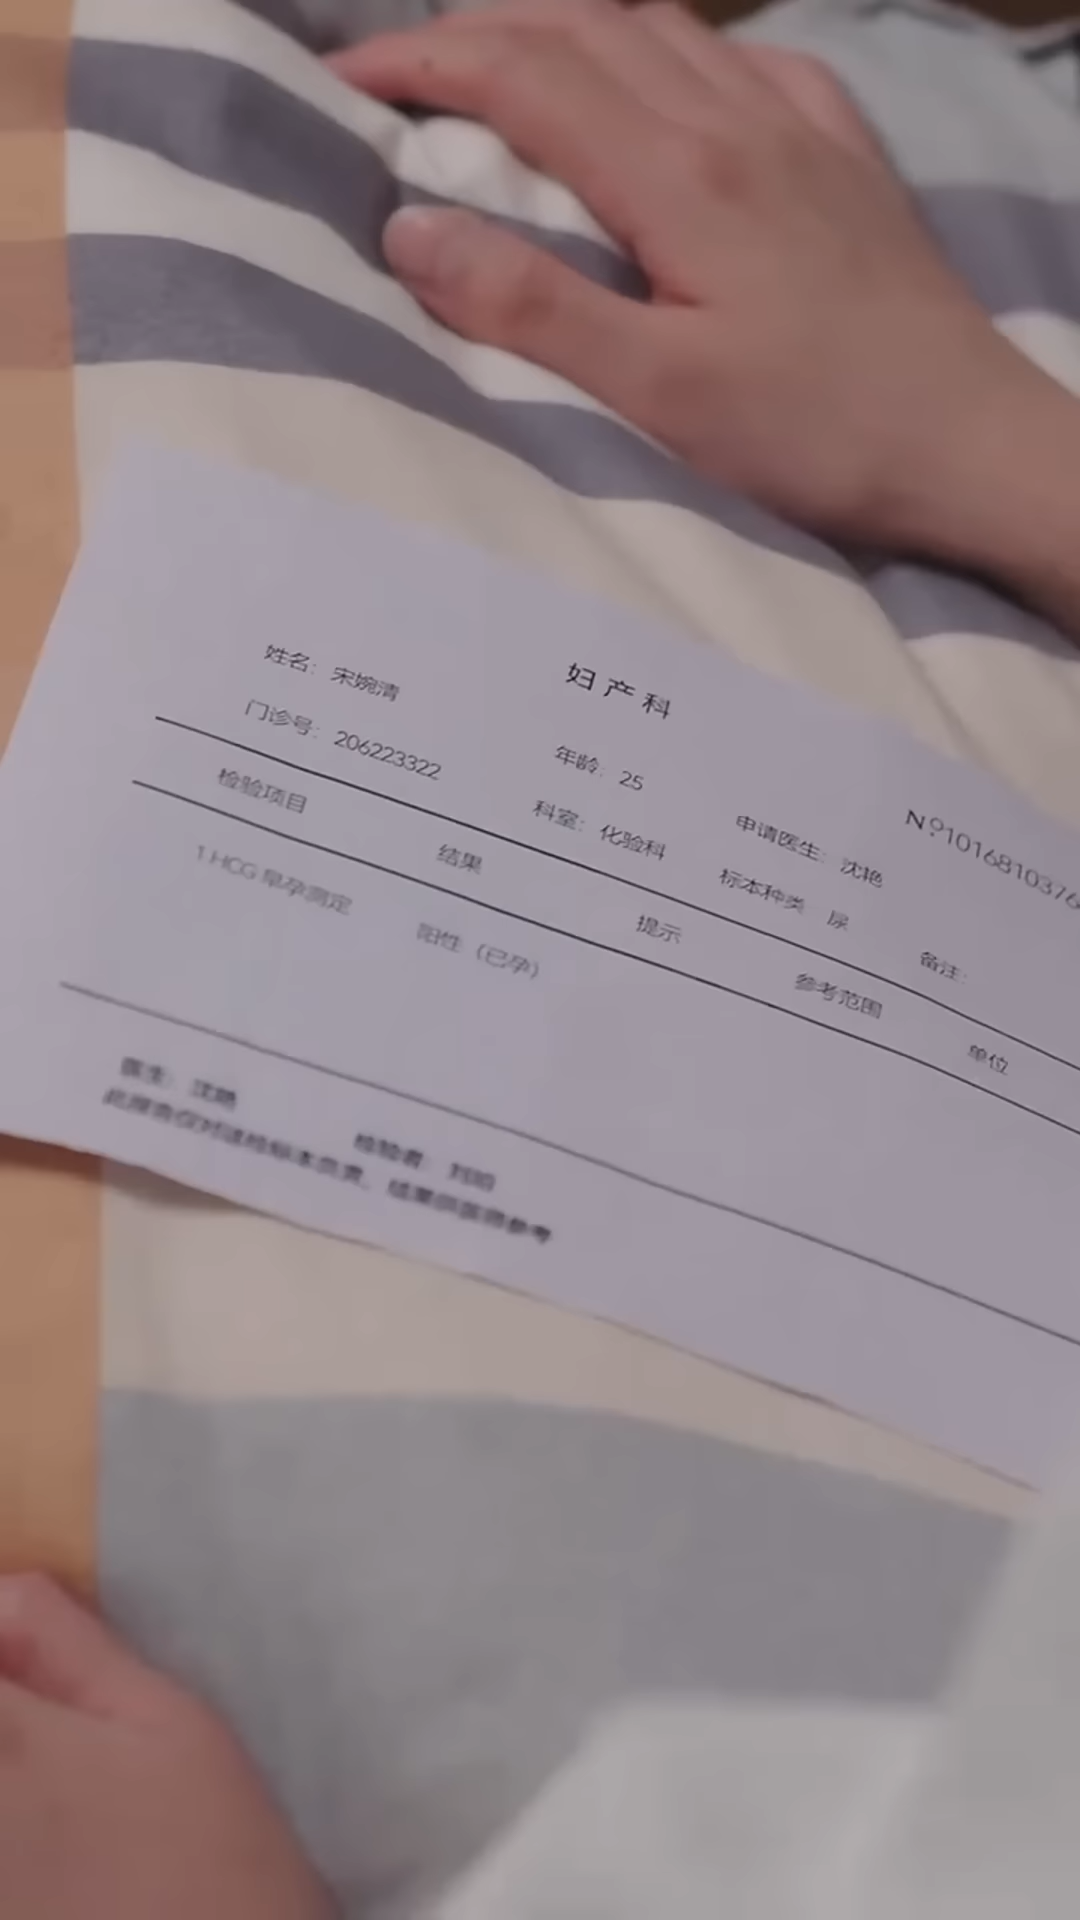 妇产科
N.º1016810376
姓名：宋婉清 年龄：25 申请医生：沈艳 备注：
门诊号：206223322 科室：化验科 标本种类 尿
检验项目 结果 提示 参考范围 单位
1 HCG 早孕测定 阳性（已孕）
医生：沈艳 检验者：
此报告仅对送检标本负责，结果供医师参考